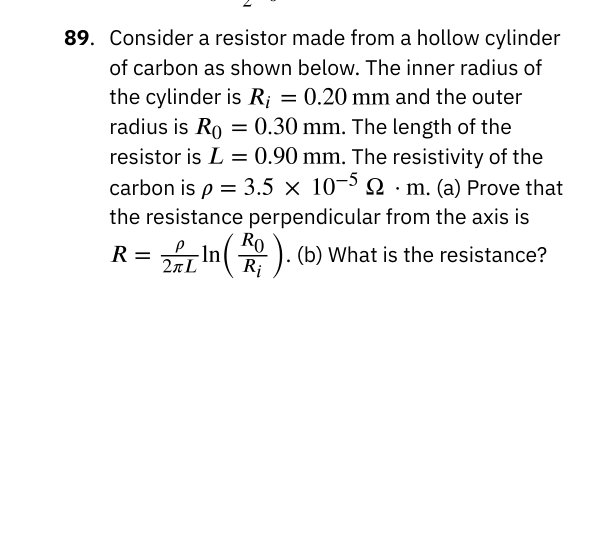 89. Consider a resistor made from a hollow cylinder
of carbon as shown below. The inner radius of
the cylinder is R_i = 0.20 mm and the outer
radius is R_0 = 0.30 mm. The length of the
resistor is L = 0.90 mm. The resistivity of the
carbon is ρ = 3.5 × 10^−5 Ω · m. (a) Prove that
the resistance perpendicular from the axis is
R = ρ/2πL ln(R_0/R_i). (b) What is the resistance?